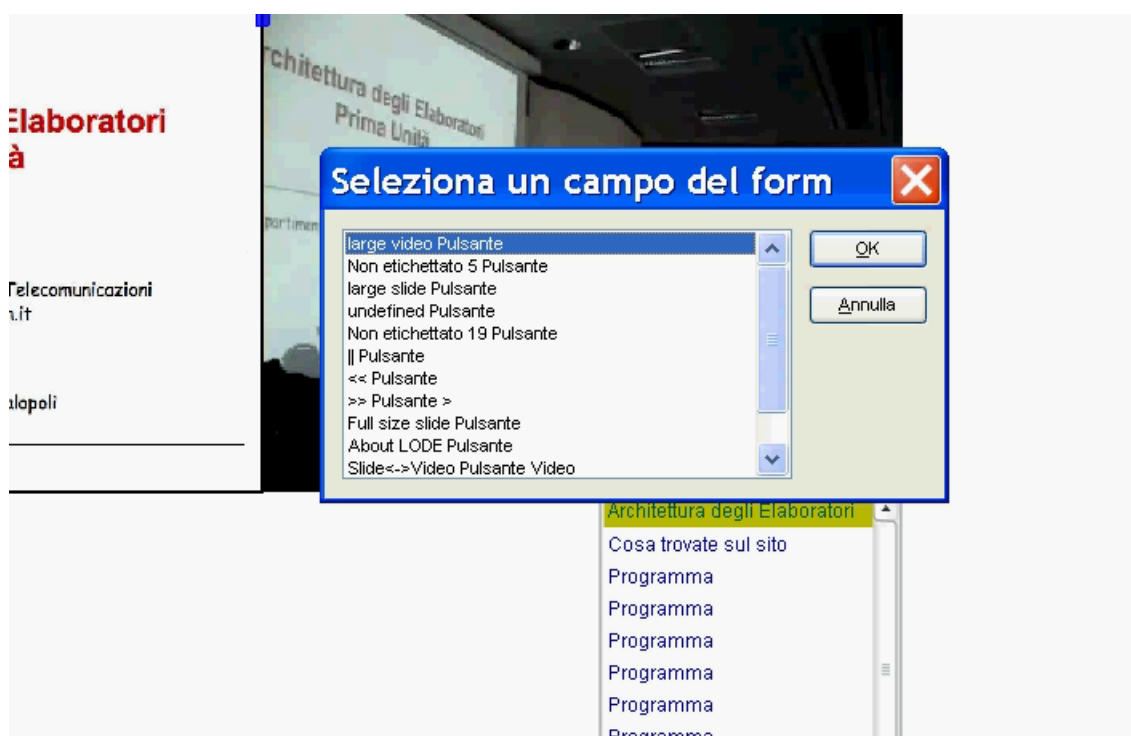 Elaboratori
à
Telecomunicazioni
.it
alopoli
rchitettura degli Elaboratori
Prima Unità
partimen
Seleziona un campo del form
large video Pulsante
Non etichettato 5 Pulsante
large slide Pulsante
undefined Pulsante
Non etichettato 19 Pulsante
|| Pulsante
<< Pulsante
>> Pulsante >
Full size slide Pulsante
About LODE Pulsante
Slide<->Video Pulsante Video
OK
Annulla
Architettura degli Elaboratori
Cosa trovate sul sito
Programma
Programma
Programma
Programma
Programma
Programma